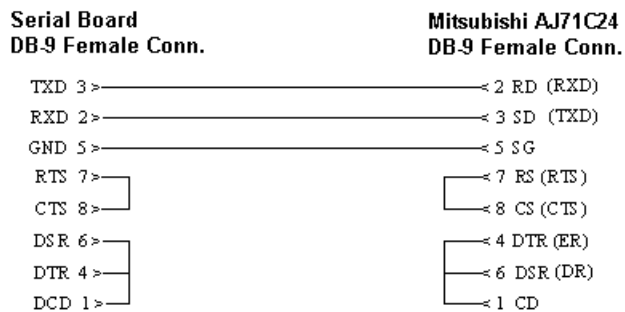 Serial Board
DB-9 Female Conn.
Mitsubishi AJ71C24
DB-9 Female Conn.
TXD 3 2 RD (RXD)
RXD 2 3 SD (TXD)
GND 5 5 SG
RTS 7 7 RS (RTS)
CTS 8 8 CS (CTS)
DSR 6 4 DTR (ER)
DTR 4 6 DSR (DR)
DCD 1 1 CD